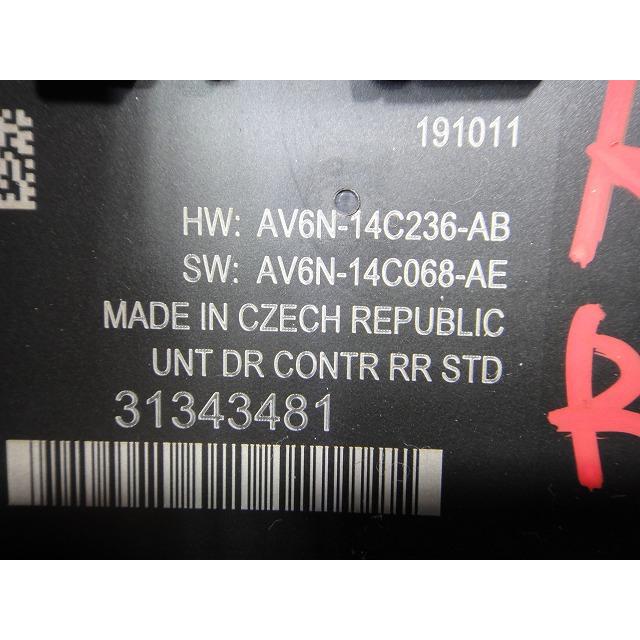 191011
HW: AV6N-14C236-AB
SW: AV6N-14C068-AE
MADE IN CZECH REPUBLIC
UNT DR CONTR RR STD
31343481